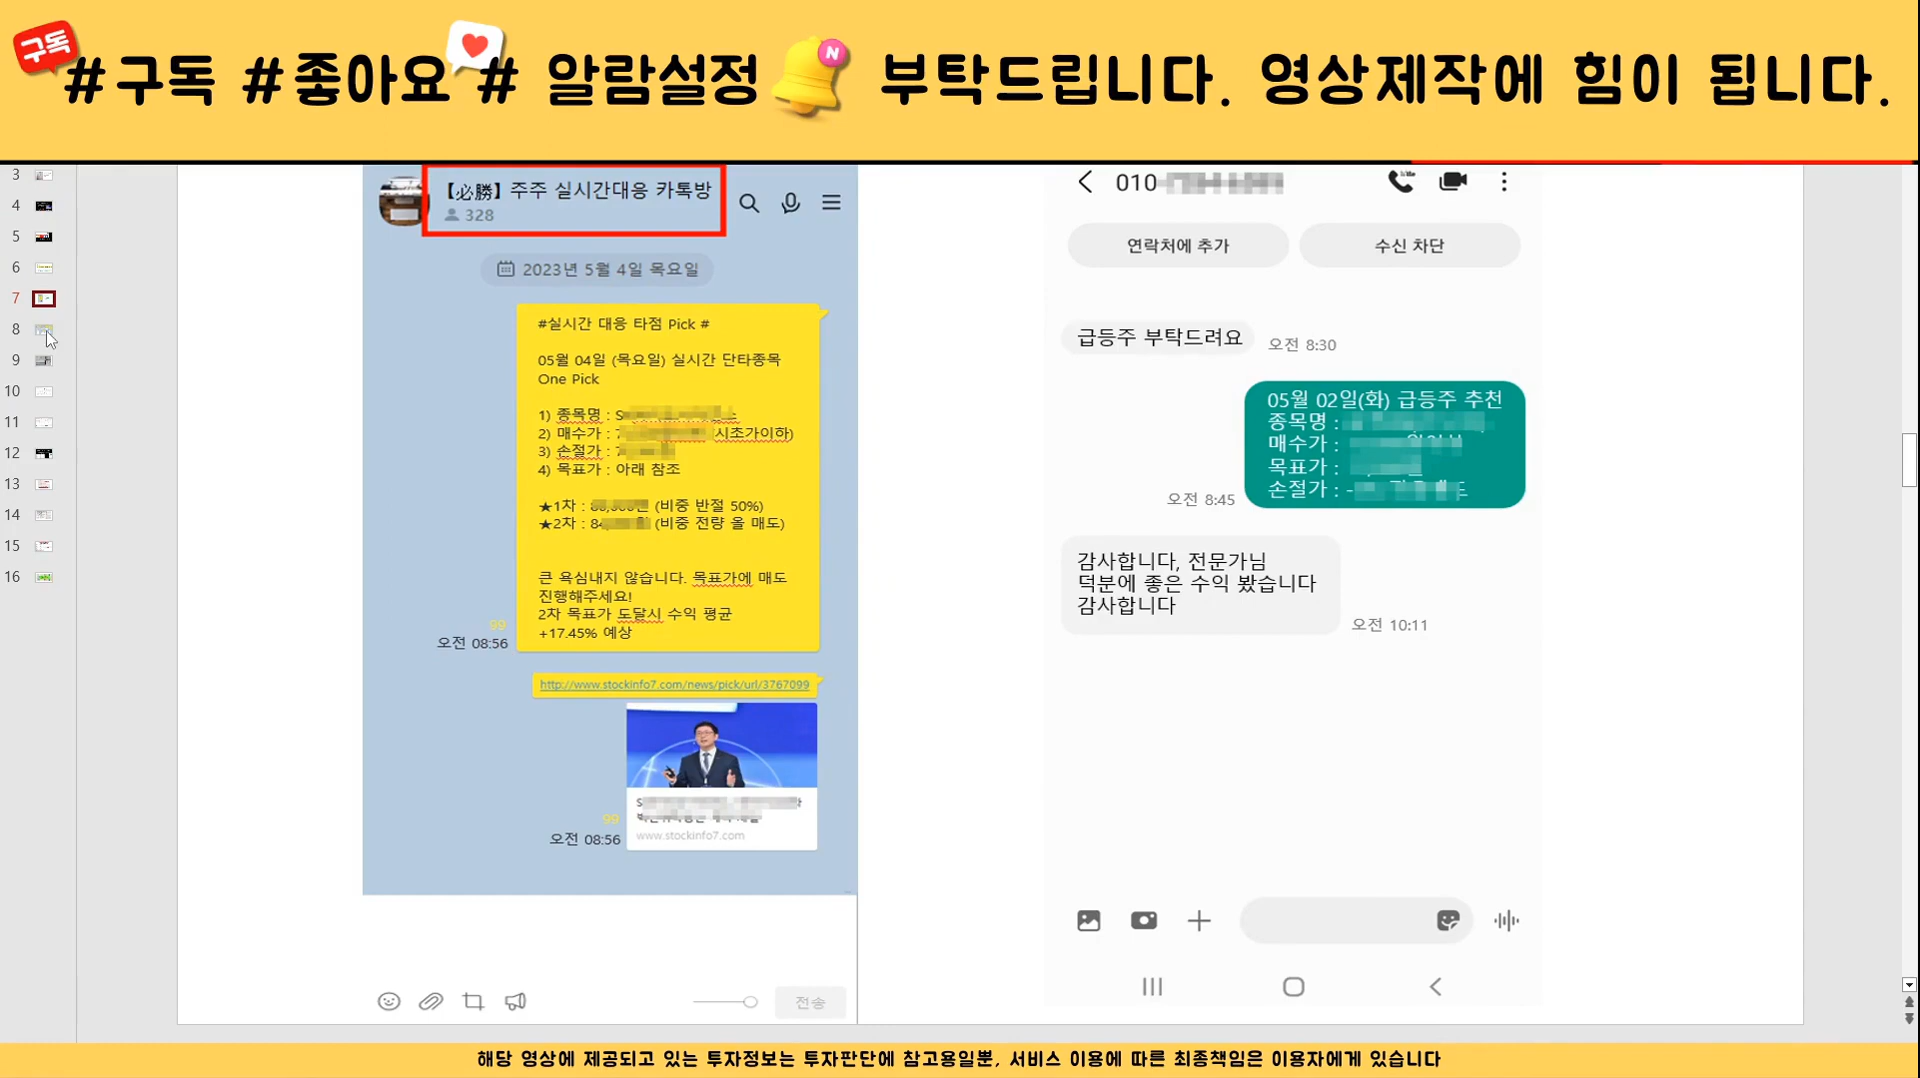 구독
#구독 #좋아요 # 알람설정 N 부탁드립니다. 영상제작에 힘이 됩니다.
3
4
5
6
7
8
9
10
11
12
13
14
15
16
【必勝】주주 실시간대응 카톡방
328
2023년 5월 4일 목요일
#실시간 대응 타점 Pick #
05월 04일 (목요일) 실시간 단타종목
One Pick
1) 종목명 : S
2) 매수가 : 7 (시초가이하)
3) 손절가 : 7
4) 목표가 : 아래 참조
★1차 : (비중 반절 50%)
★2차 : 84 (비중 전량 올 매도)
큰 욕심내지 않습니다. 목표가에 매도
진행해주세요!
2차 목표가 도달시 수익 평균
+17.45% 예상
99
오전 08:56
http://www.stockinfo7.com/news/pick/url/3767099
S
www.stockinfo7.com
99
오전 08:56
전송
010
연락처에 추가
수신 차단
급등주 부탁드려요
오전 8:30
05월 02일(화) 급등주 추천
종목명 :
매수가 :
목표가 :
손절가 : -
오전 8:45
감사합니다, 전문가님
덕분에 좋은 수익 봤습니다
감사합니다
오전 10:11
해당 영상에 제공되고 있는 투자정보는 투자판단에 참고용일뿐, 서비스 이용에 따른 최종책임은 이용자에게 있습니다